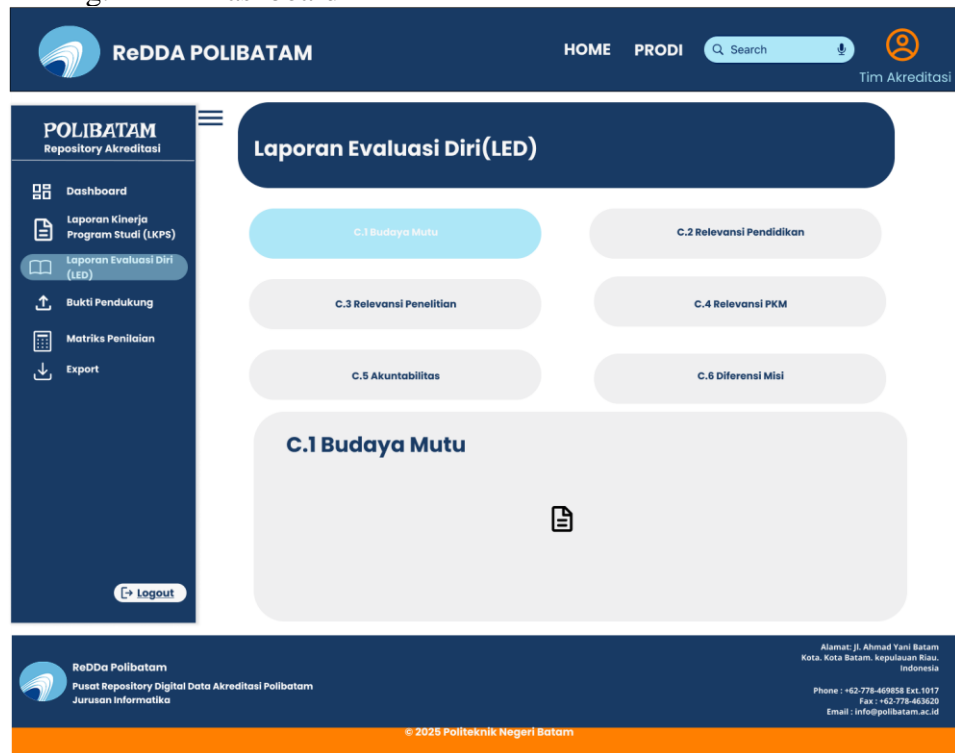 ReDDA POLIBATAM
HOME
PRODI
Search
Tim Akreditasi
POLIBATAM
Repository Akreditasi
Dashboard
Laporan Kinerja
Program Studi (LKPS)
Laporan Evaluasi Diri
(LED)
Bukti Pendukung
Matriks Penilaian
Export
Logout
Laporan Evaluasi Diri(LED)
C.1 Budaya Mutu
C.2 Relevansi Pendidikan
C.3 Relevansi Penelitian
C.4 Relevansi PKM
C.5 Akuntabilitas
C.6 Diferensi Misi
C.1 Budaya Mutu
ReDDa Polibatam
Pusat Repository Digital Data Akreditasi Polibatam
Jurusan Informatika
Alamat: Jl. Ahmad Yani Batam
Kota. Kota Batam. kepulauan Riau.
Indonesia
Phone : +62-778-469858 Ext.1017
Fax : +62-778-463620
Email : info@polibatam.ac.id
© 2025 Politeknik Negeri Batam